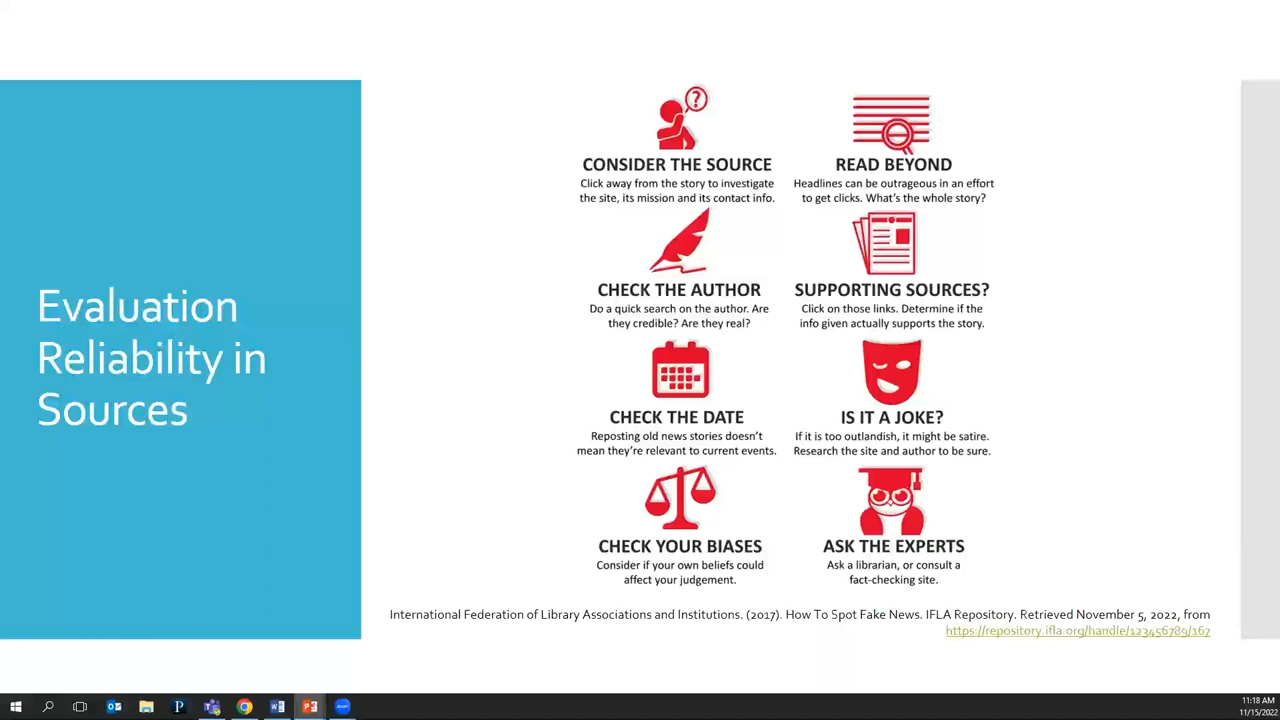 Evaluation
Reliability in
Sources
?
CONSIDER THE SOURCE
Click away from the story to investigate
the site, its mission and its contact info.
READ BEYOND
Headlines can be outrageous in an effort
to get clicks. What's the whole story?
CHECK THE AUTHOR
Do a quick search on the author. Are
they credible? Are they real?
SUPPORTING SOURCES?
Click on those links. Determine if the
info given actually supports the story.
CHECK THE DATE
Reposting old news stories doesn't
mean they're relevant to current events.
IS IT A JOKE?
If it is too outlandish, it might be satire.
Research the site and author to be sure.
CHECK YOUR BIASES
Consider if your own beliefs could
affect your judgement.
ASK THE EXPERTS
Ask a librarian, or consult a
fact-checking site.
International Federation of Library Associations and Institutions. (2017). How To Spot Fake News. IFLA Repository. Retrieved November 5, 2022, from
https://repository.ifla.org/handle/123456789/167
11:18 AM
11/15/2022